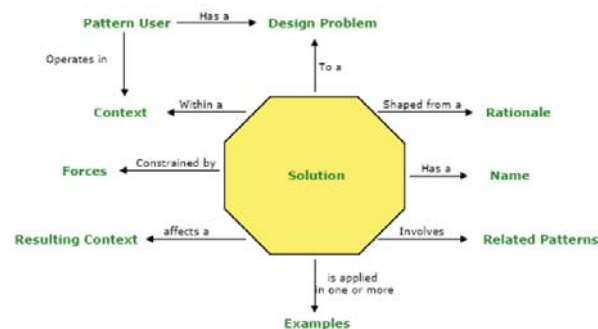 Pattern User
Has a
Design Problem
Operates in
To a
Context
Within a
Shaped from a
Rationale
Forces
Constrained by
Solution
Has a
Name
Resulting Context
affects a
Involves
Related Patterns
is applied
in one or more
Examples